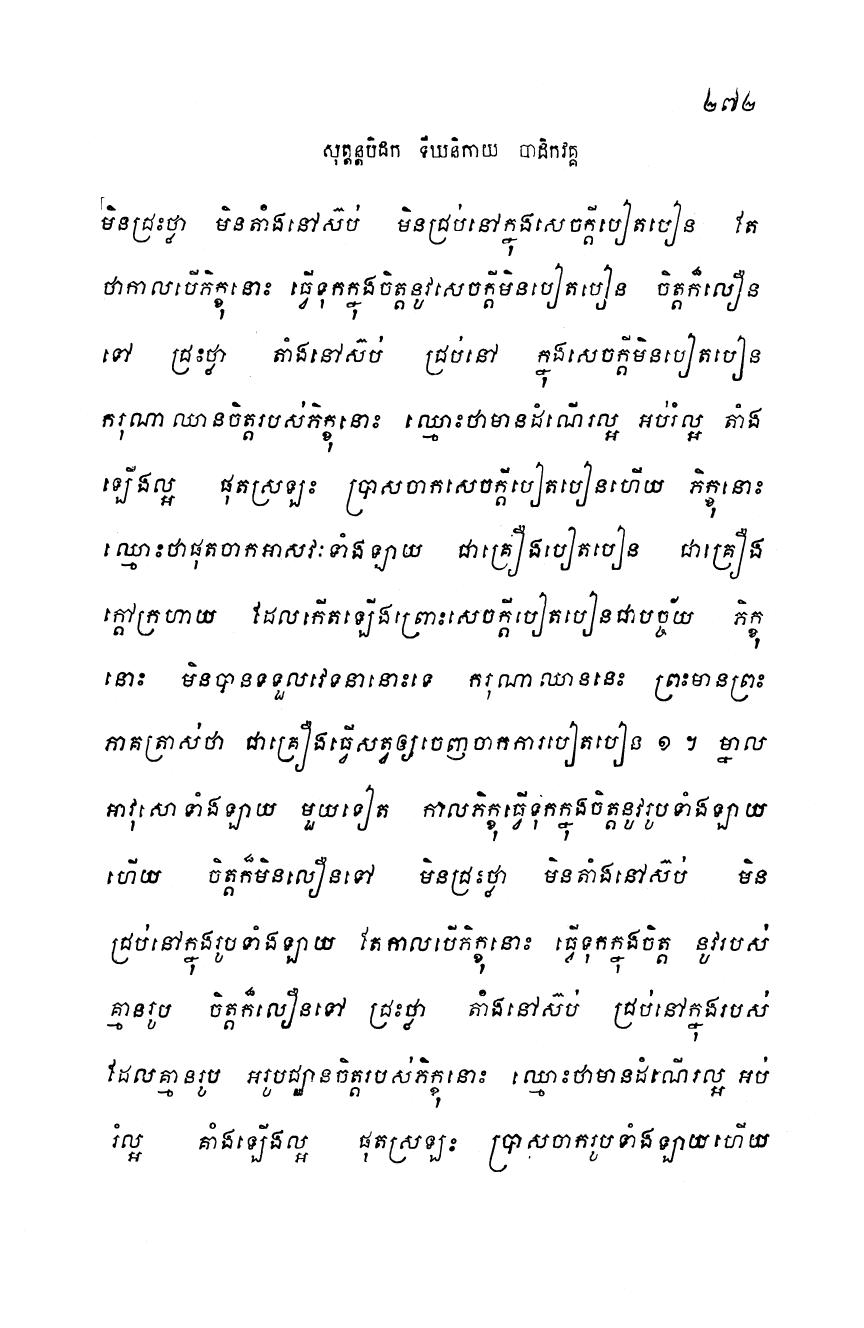 ២៧២
សុត្តន្តបិដក ទីឃនិកាយ បាដិកវគ្គ
មិនជ្រះថ្លា មិនតាំងនៅស៊ប់ មិនជ្រប់នៅក្នុងសេចក្តីបៀតបៀន តែ
ថាកាលបើភិក្ខុនោះ ធ្វើទុកក្នុងចិត្តនូវសេចក្តីមិនបៀតបៀន ចិត្តក៏លឿន
ទៅ ជ្រះថ្លា តាំងនៅស៊ប់ ជ្រប់នៅ ក្នុងសេចក្តីមិនបៀតបៀន
ករុណាឈានចិត្តរបស់ភិក្ខុនោះ ឈ្មោះថាមានដំណើរល្អ អប់រំល្អ តាំង
ឡើងល្អ ផុតស្រឡះ ប្រាសចាកសេចក្តីបៀតបៀនហើយ ភិក្ខុនោះ
ឈ្មោះថាផុតចាកអាសវៈទាំងឡាយ ជាគ្រឿងបៀតបៀន ជាគ្រឿង
ក្តៅក្រហាយ ដែលកើតឡើងព្រោះសេចក្តីបៀតបៀនជាបច្ច័យ ភិក្ខុ
នោះ មិនបានទទួលវេទនានោះទេ ករុណាឈាននេះ ព្រះមានព្រះ
ភាគត្រាស់ថា ជាគ្រឿងធ្វើសត្វឲ្យចេញចាកការបៀតបៀន ១ ។ ម្នាល
អាវុសោទាំងឡាយ មួយទៀត កាលភិក្ខុធ្វើទុកក្នុងចិត្តនូវរូបទាំងឡាយ
ហើយ ចិត្តក៏មិនលឿនទៅ មិនជ្រះថ្លា មិនតាំងនៅស៊ប់ មិន
ជ្រប់នៅក្នុងរូបទាំងឡាយ តែកាលបើភិក្ខុនោះ ធ្វើទុកក្នុងចិត្ត នូវរបស់
គ្មានរូប ចិត្តក៏លឿនទៅ ជ្រះថ្លា តាំងនៅស៊ប់ ជ្រប់នៅក្នុងរបស់
ដែលគ្មានរូប អរូបជ្ឈានចិត្តរបស់ភិក្ខុនោះ ឈ្មោះថាមានដំណើរល្អ អប់
រំល្អ តាំងឡើងល្អ ផុតស្រឡះ ប្រាសចាករូបទាំងឡាយហើយ